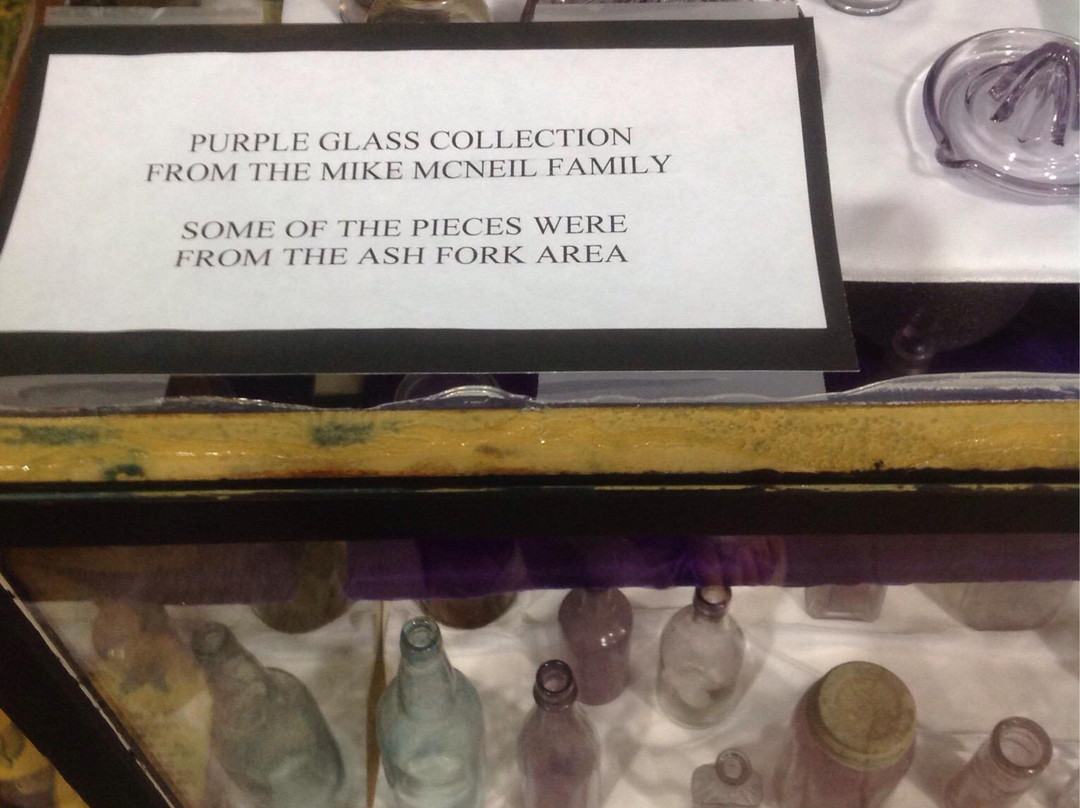 PURPLE GLASS COLLECTION
FROM THE MIKE MCNEIL FAMILY
SOME OF THE PIECES WERE
FROM THE ASH FORK AREA